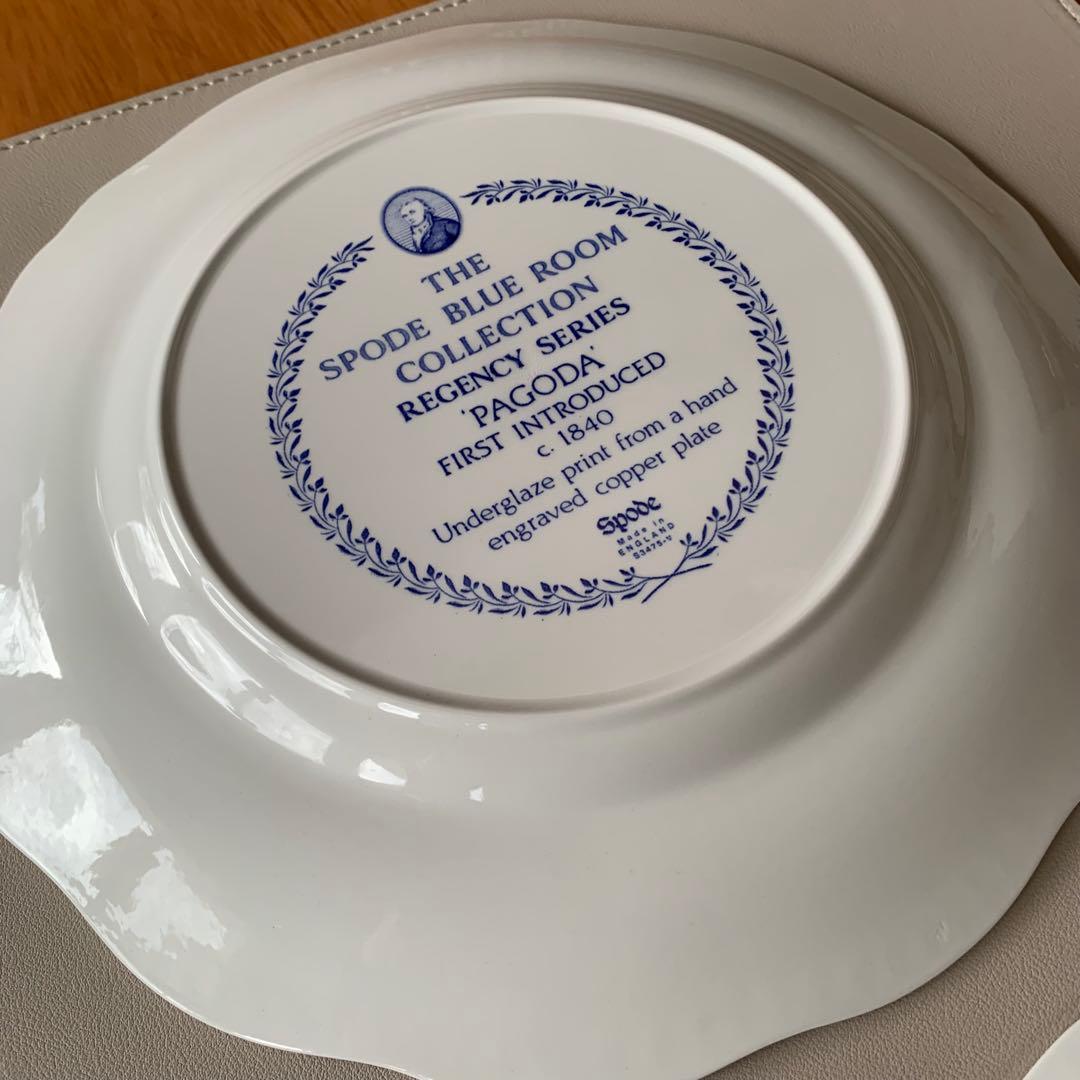 THE
SPODE BLUE ROOM
COLLECTION
REGENCY SERIES
'PAGODA'
FIRST INTRODUCED
c. 1840
Underglaze print from a hand
engraved copper plate
Spode
Made in
ENGLAND
S3475-V